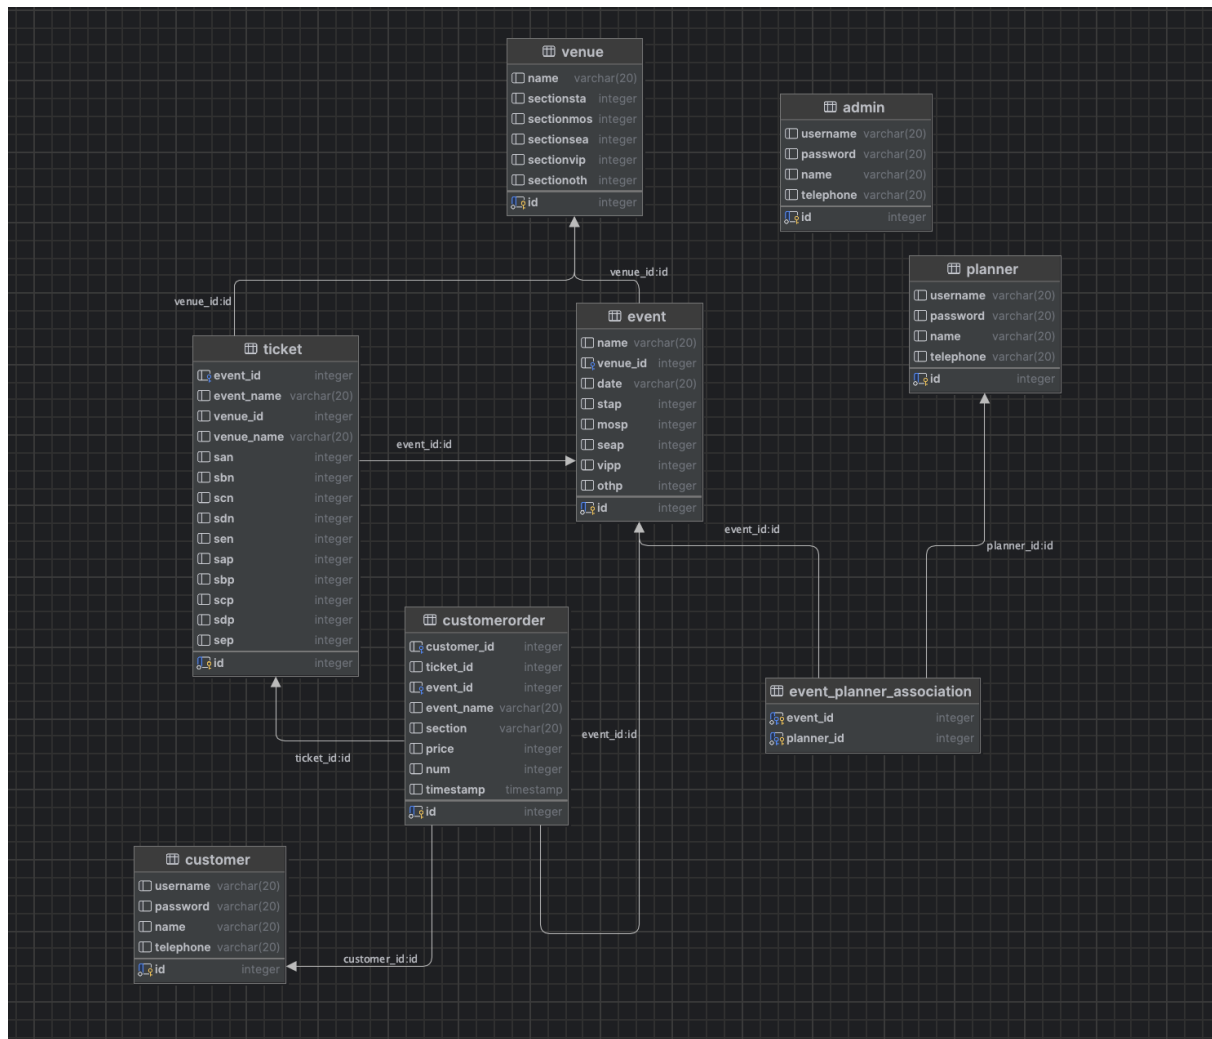 venue
name varchar(20)
sectionsta integer
sectionmos integer
sectionsea integer
sectionvip integer
sectionoth integer
id integer
admin
username varchar(20)
password varchar(20)
name varchar(20)
telephone varchar(20)
id integer
planner
username varchar(20)
password varchar(20)
name varchar(20)
telephone varchar(20)
id integer
venue_id:id
venue_id:id
event
name varchar(20)
venue_id integer
date varchar(20)
stap integer
mosp integer
seap integer
vipp integer
othp integer
id integer
ticket
event_id integer
event_name varchar(20)
venue_id integer
venue_name varchar(20)
san integer
sbn integer
scn integer
sdn integer
sen integer
sap integer
sbp integer
scp integer
sdp integer
sep integer
id integer
event_id:id
event_id:id
planner_id:id
customerorder
customer_id integer
ticket_id integer
event_id integer
event_name varchar(20)
section varchar(20)
price integer
num integer
timestamp timestamp
id integer
event_planner_association
event_id integer
planner_id integer
event_id:id
ticket_id:id
customer
username varchar(20)
password varchar(20)
name varchar(20)
telephone varchar(20)
id integer
customer_id:id